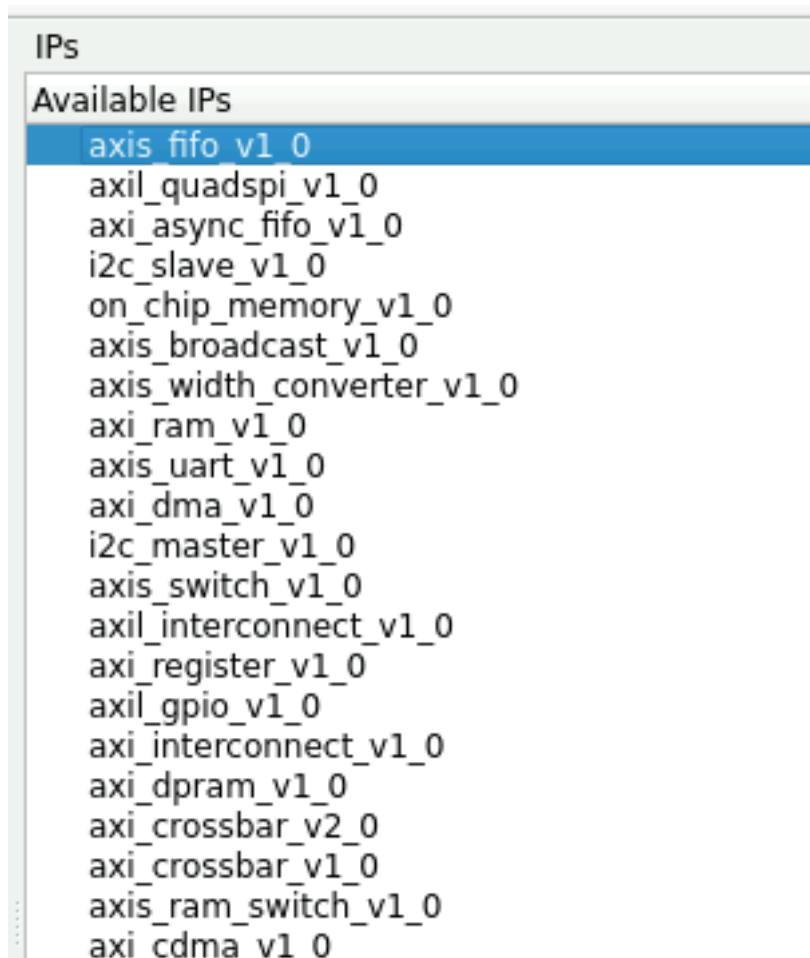 IPs
Available IPs
axis_fifo_v1_0
axil_quadspi_v1_0
axi_async_fifo_v1_0
i2c_slave_v1_0
on_chip_memory_v1_0
axis_broadcast_v1_0
axis_width_converter_v1_0
axi_ram_v1_0
axis_uart_v1_0
axi_dma_v1_0
i2c_master_v1_0
axis_switch_v1_0
axil_interconnect_v1_0
axi_register_v1_0
axil_gpio_v1_0
axi_interconnect_v1_0
axi_dpram_v1_0
axi_crossbar_v2_0
axi_crossbar_v1_0
axis_ram_switch_v1_0
axi_cdma_v1_0